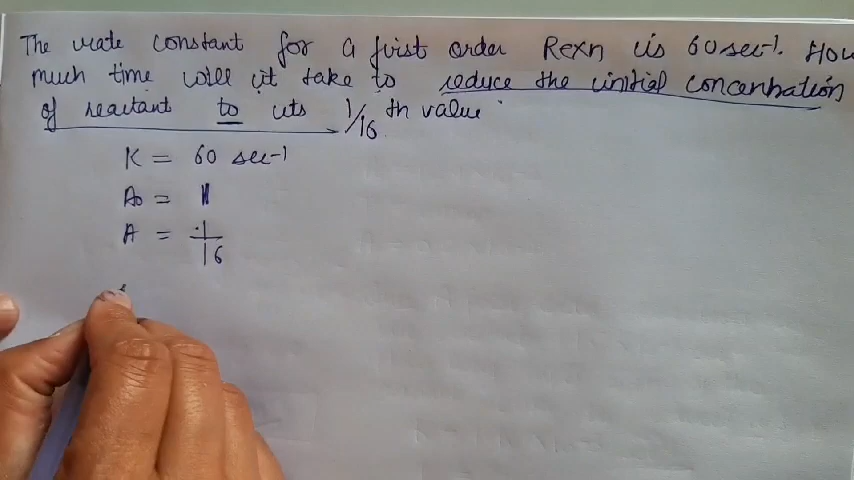 The rate constant for a first order Rexn is 60 sec-1. How
much time will it take to reduce the initial concentration
of reactant to its 1/16 th value
K = 60 sec-1
A0 = 1
A = 1/16